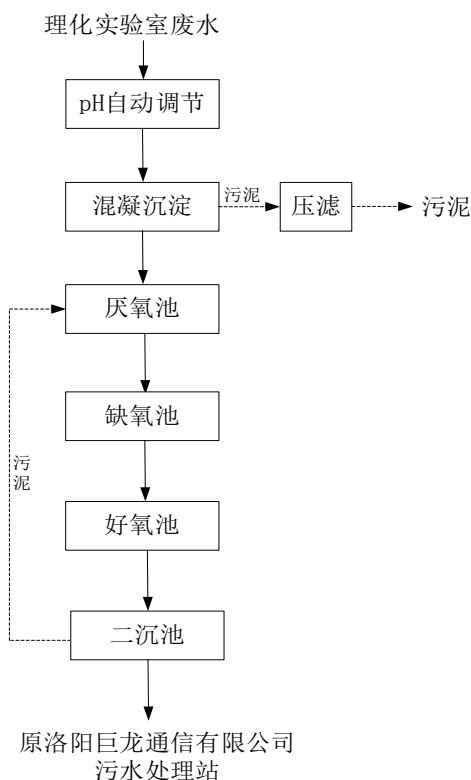 理化实验室废水
pH自动调节
混凝沉淀
污泥
压滤
污泥
厌氧池
缺氧池
污泥
好氧池
二沉池
原洛阳巨龙通信有限公司
污水处理站